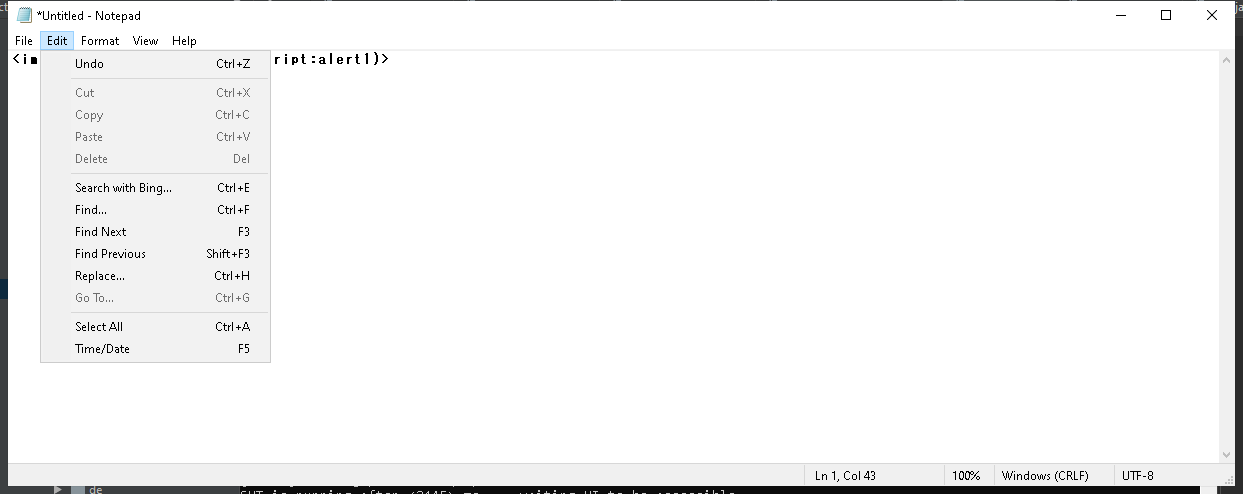 *Untitled - Notepad
File Edit Format View Help
<im ript:alert1)>
Undo Ctrl+Z
Cut Ctrl+X
Copy Ctrl+C
Paste Ctrl+V
Delete Del
Search with Bing... Ctrl+E
Find... Ctrl+F
Find Next F3
Find Previous Shift+F3
Replace... Ctrl+H
Go To... Ctrl+G
Select All Ctrl+A
Time/Date F5
Ln 1, Col 43 100% Windows (CRLF) UTF-8
de